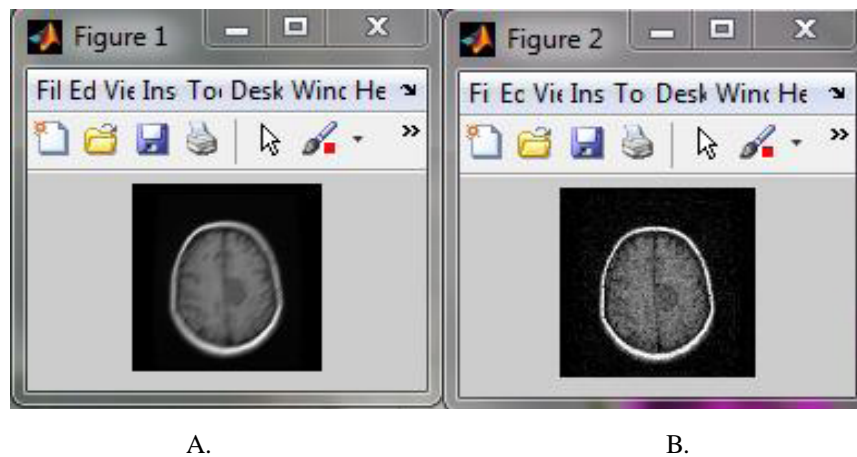 Figure 1
Fil Ed Vie Ins Too Desk Winc He
A.
Figure 2
Fi Ec Vie Ins To Desk Winc He
B.